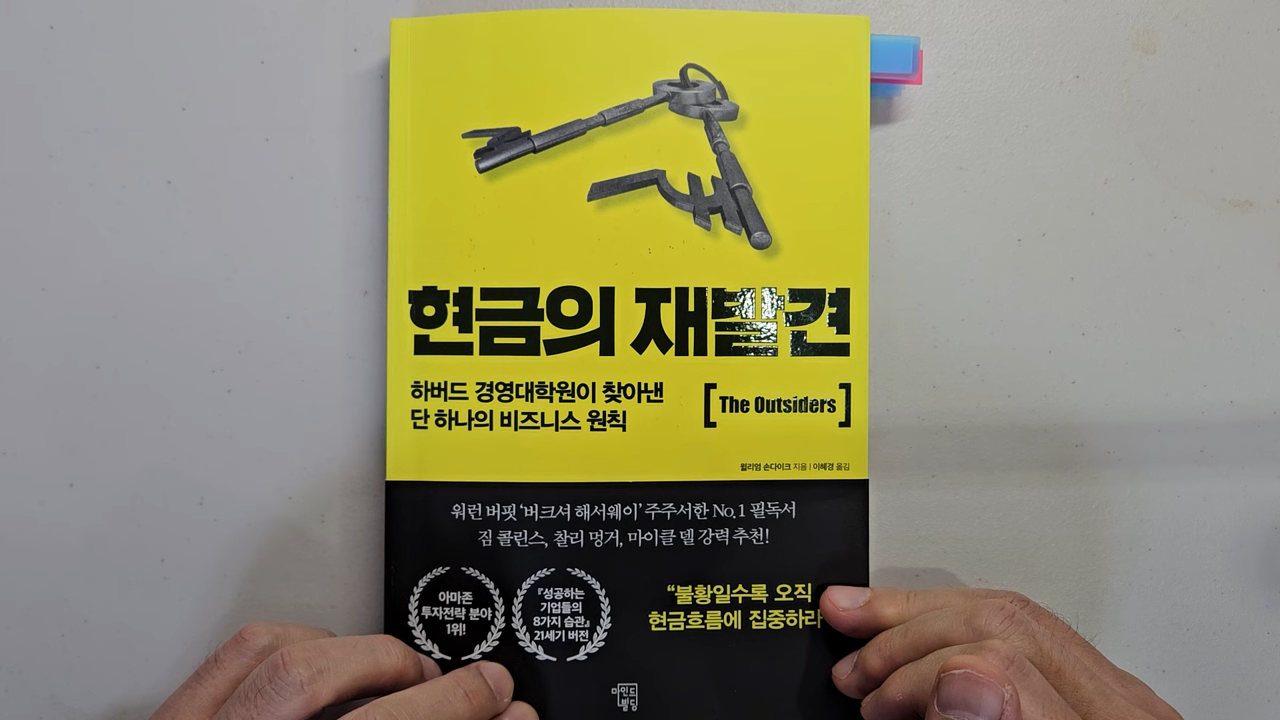 현금의 재발견
하버드 경영대학원이 찾아낸
단 하나의 비즈니스 원칙
[The Outsiders]
윌리엄 손다이크 지음 | 이혜경 옮김
워런 버핏 ‘버크셔 해서웨이’ 주주서한 No.1 필독서
짐 콜린스, 찰리 멍거, 마이클 델 강력 추천!
아마존
투자전략 분야
1위!
『성공하는
기업들의
8가지 습관』
21세기 버전
“불황일수록 오직
현금흐름에 집중하라
마인드
빌딩